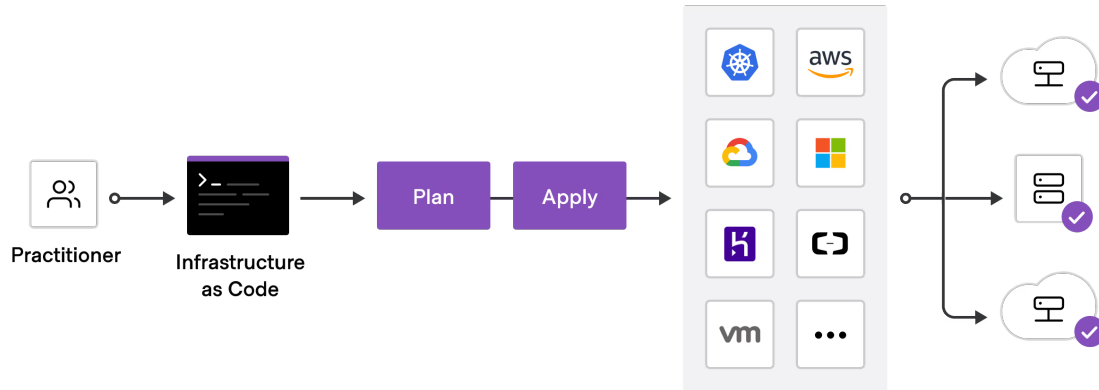 aws
Plan
Apply
Practitioner
Infrastructure
as Code
vm